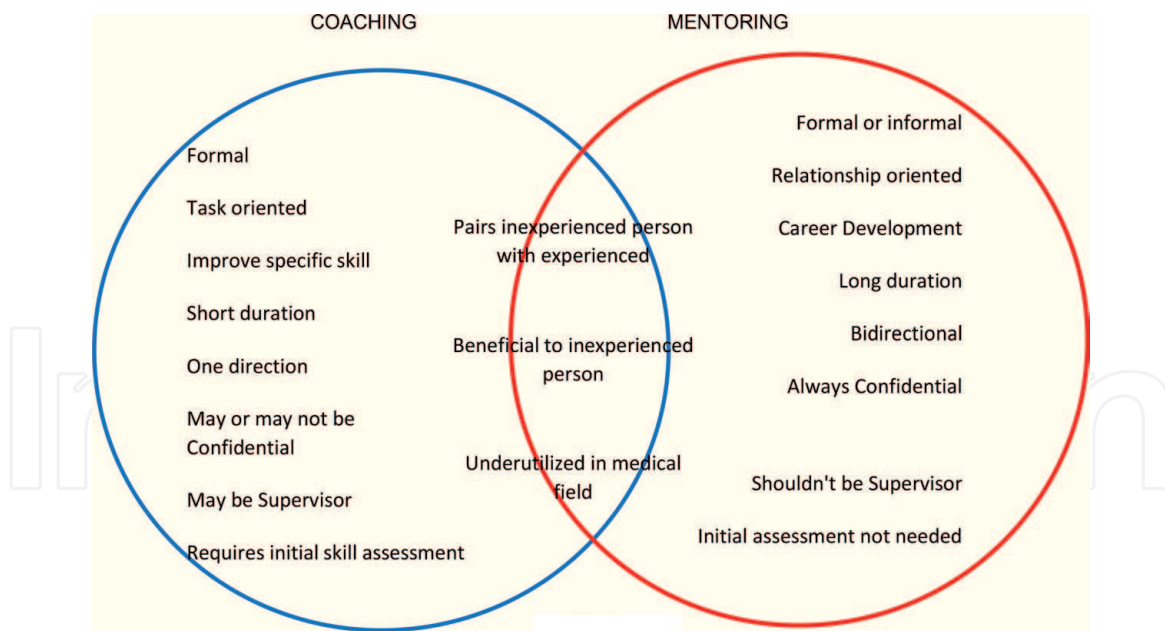 COACHING
MENTORING
Formal
Task oriented
Improve specific skill
Short duration
One direction
May or may not be
Confidential
May be Supervisor
Requires initial skill assessment
Pairs inexperienced person
with experienced
Beneficial to inexperienced
person
Underutilized in medical
field
Formal or informal
Relationship oriented
Career Development
Long duration
Bidirectional
Always Confidential
Shouldn't be Supervisor
Initial assessment not needed